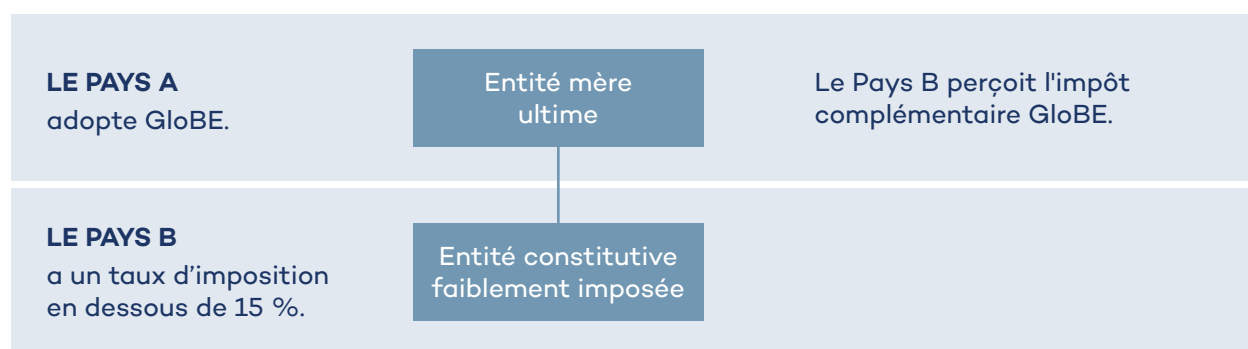 LE PAYS A
adopte GloBE.
Entité mère
ultime
Le Pays B perçoit l'impôt
complémentaire GloBE.
LE PAYS B
a un taux d’imposition
en dessous de 15 %.
Entité constitutive
faiblement imposée